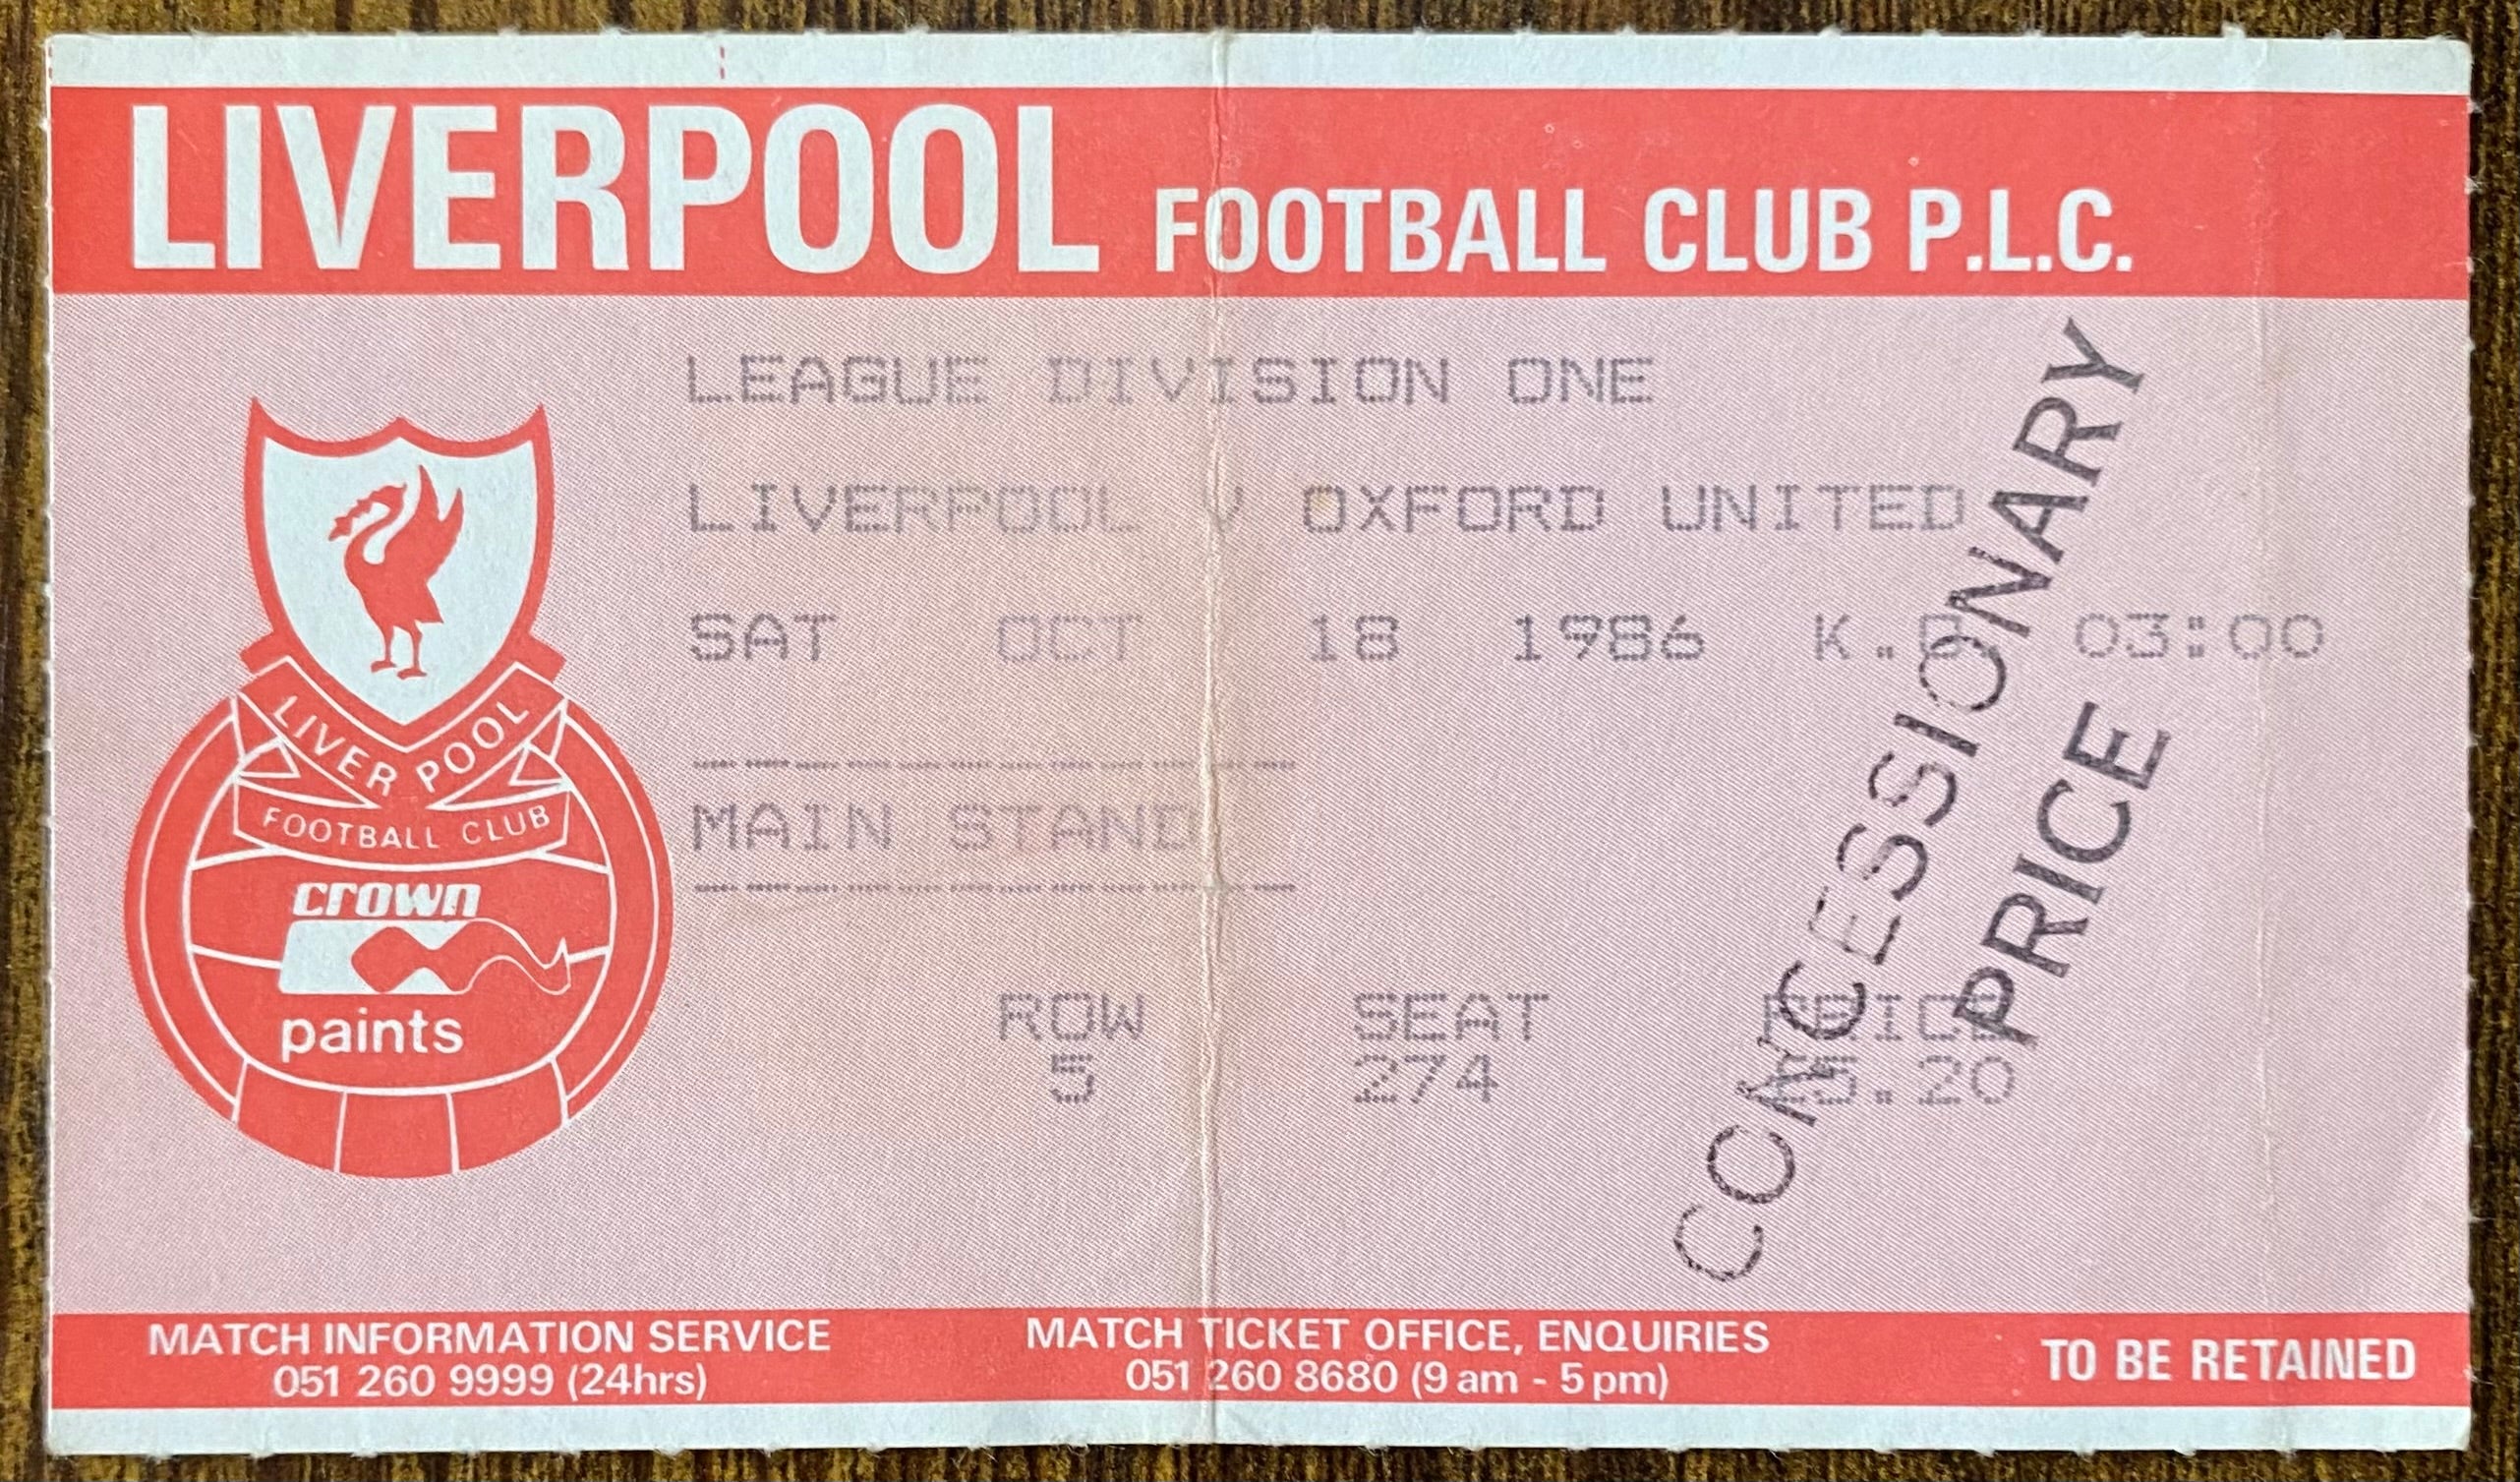 LIVERPOOL FOOTBALL CLUB P.L.C.
LEAGUE DIVISION ONE
LIVERPOOL V OXFORD UNITED
SAT OCT 18 1986 K.O. 03:00
MAIN STAND
ROW SEAT PRICE
5 274 £5.20
CONCESSIONARY
PRICE
LIVERPOOL
FOOTBALL CLUB
crown
paints
MATCH INFORMATION SERVICE
051 260 9999 (24hrs)
MATCH TICKET OFFICE, ENQUIRIES
051 260 8680 (9 am - 5 pm)
TO BE RETAINED